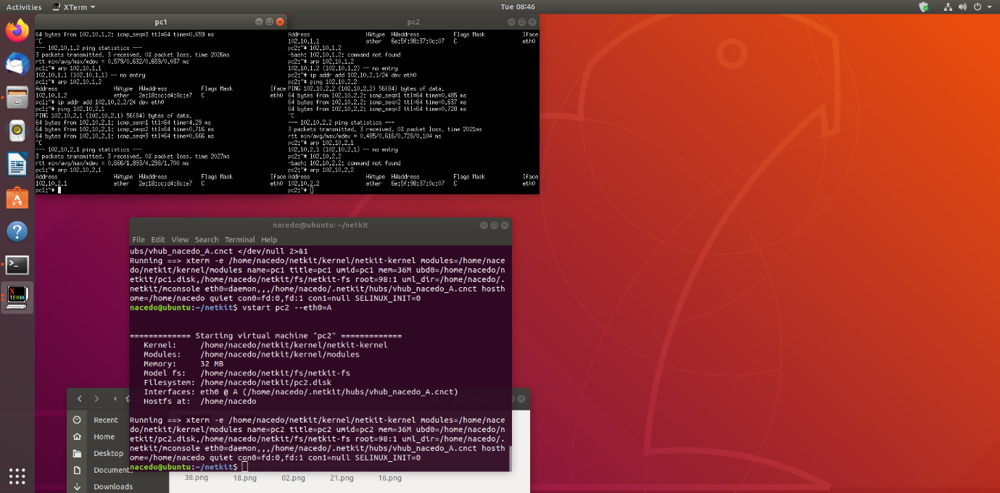 Activities XTerm Tue 08:46
pc1
64 bytes from 102.10.1.2: icmp_seq=3 ttl=64 time=0.659 ms
^C
--- 102.10.1.2 ping statistics ---
3 packets transmitted, 3 received, 0% packet loss, time 2026ms
rtt min/avg/max/mdev = 0.579/0.632/0.659/0.037 ms
pc1:~# arp 102.10.1.1
102.10.1.1 (102.10.1.1) -- no entry
pc1:~# arp 102.10.1.2
Address HWtype HWaddress Flags Mask Iface
102.10.1.2 ether 2e:18:cc:d4:8c:e7 C eth0
pc1:~# ip addr add 102.10.2.2/24 dev eth0
pc1:~# ping 102.10.2.1
PING 102.10.2.1 (102.10.2.1) 56(84) bytes of data.
64 bytes from 102.10.2.1: icmp_seq=1 ttl=64 time=4.29 ms
64 bytes from 102.10.2.1: icmp_seq=2 ttl=64 time=0.716 ms
64 bytes from 102.10.2.1: icmp_seq=3 ttl=64 time=0.666 ms
^C
--- 102.10.2.1 ping statistics ---
3 packets transmitted, 3 received, 0% packet loss, time 2027ms
rtt min/avg/max/mdev = 0.666/1.893/4.298/1.700 ms
pc1:~# arp 102.10.2.1
Address HWtype HWaddress Flags Mask Iface
102.10.2.1 ether 2e:18:cc:d4:8c:e7 C eth0
pc1:~#
pc2
Address HWtype HWaddress Flags Mask Iface
102.10.1.1 ether 6e:5f:98:37:0c:07 C eth0
pc2:~# 102.10.1.2
-bash: 102.10.1.2: command not found
pc2:~# arp 102.10.1.2
102.10.1.2 (102.10.1.2) -- no entry
pc2:~# ip addr add 102.10.2.1/24 dev eth0
pc2:~# ping 102.10.2.2
PING 102.10.2.2 (102.10.2.2) 56(84) bytes of data.
64 bytes from 102.10.2.2: icmp_seq=1 ttl=64 time=0.485 ms
64 bytes from 102.10.2.2: icmp_seq=2 ttl=64 time=0.637 ms
64 bytes from 102.10.2.2: icmp_seq=3 ttl=64 time=0.728 ms
^C
--- 102.10.2.2 ping statistics ---
3 packets transmitted, 3 received, 0% packet loss, time 2021ms
rtt min/avg/max/mdev = 0.485/0.616/0.728/0.104 ms
pc2:~# arp 102.10.2.1
102.10.2.1 (102.10.2.1) -- no entry
pc2:~# 102.10.2.2
-bash: 102.10.2.2: command not found
pc2:~# arp 102.10.2.2
Address HWtype HWaddress Flags Mask Iface
102.10.2.2 ether 6e:5f:98:37:0c:07 C eth0
pc2:~#
nacedo@ubuntu: ~/netkit
File Edit View Search Terminal Help
ubs/vhub_nacedo_A.cnct </dev/null 2>&1
Running ==> xterm -e /home/nacedo/netkit/kernel/netkit-kernel modules=/home/nace
do/netkit/kernel/modules name=pc1 title=pc1 umid=pc1 mem=36M ubd0=/home/nacedo/n
etkit/pc1.disk,/home/nacedo/netkit/fs/netkit-fs root=98:1 uml_dir=/home/nacedo/.
netkit/mconsole eth0=daemon,,,/home/nacedo/.netkit/hubs/vhub_nacedo_A.cnct hosth
ome=/home/nacedo quiet con0=fd:0,fd:1 con1=null SELINUX_INIT=0
nacedo@ubuntu:~/netkit$ vstart pc2 --eth0=A
============= Starting virtual machine "pc2" =============
Kernel: /home/nacedo/netkit/kernel/netkit-kernel
Modules: /home/nacedo/netkit/kernel/modules
Memory: 32 MB
Model fs: /home/nacedo/netkit/fs/netkit-fs
Filesystem: /home/nacedo/netkit/pc2.disk
Interfaces: eth0 @ A (/home/nacedo/.netkit/hubs/vhub_nacedo_A.cnct)
Hostfs at: /home/nacedo
Running ==> xterm -e /home/nacedo/netkit/kernel/netkit-kernel modules=/home/nace
do/netkit/kernel/modules name=pc2 title=pc2 umid=pc2 mem=36M ubd0=/home/nacedo/n
etkit/pc2.disk,/home/nacedo/netkit/fs/netkit-fs root=98:1 uml_dir=/home/nacedo/.
netkit/mconsole eth0=daemon,,,/home/nacedo/.netkit/hubs/vhub_nacedo_A.cnct hosth
ome=/home/nacedo quiet con0=fd:0,fd:1 con1=null SELINUX_INIT=0
nacedo@ubuntu:~/netkit$
Recent
Home
Desktop
Documents
Downloads
38.png 18.png 02.png 21.png 16.png
X TERM